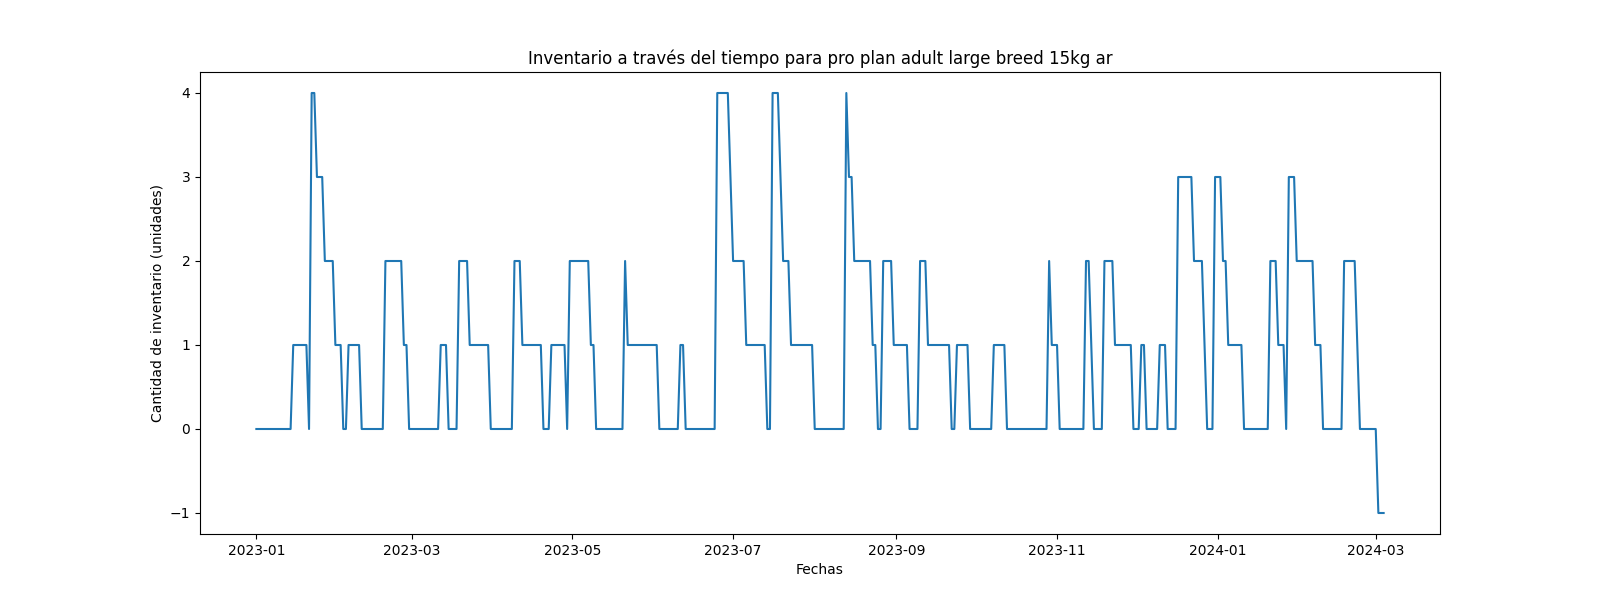 Inventario a través del tiempo para pro plan adult large breed 15kg ar
Cantidad de inventario (unidades)
4
3
2
1
0
−1
2023-01 2023-03 2023-05 2023-07 2023-09 2023-11 2024-01 2024-03
Fechas